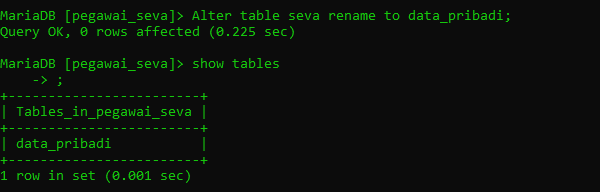 MariaDB [pegawai_seva]> Alter table seva rename to data_pribadi;
Query OK, 0 rows affected (0.225 sec)

MariaDB [pegawai_seva]> show tables
    -> ;
+------------------------+
| Tables_in_pegawai_seva |
+------------------------+
| data_pribadi           |
+------------------------+
1 row in set (0.001 sec)